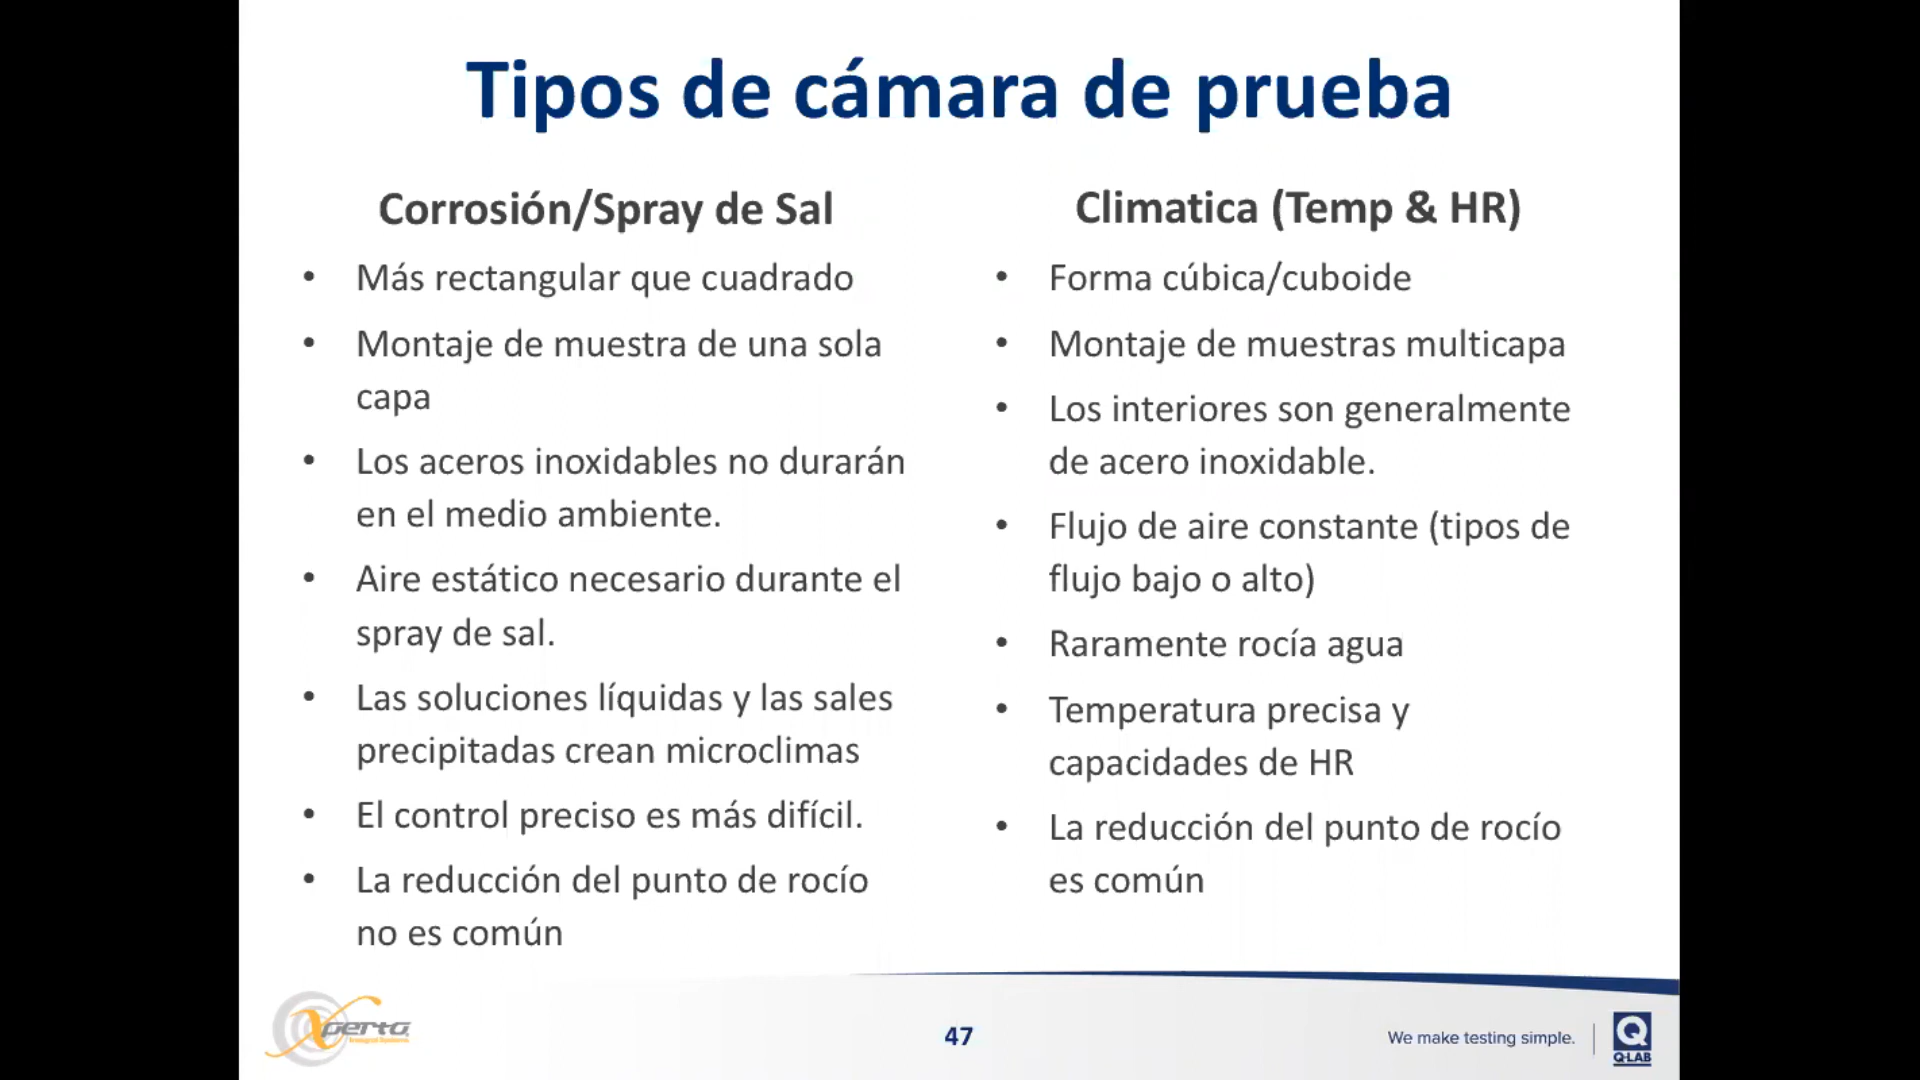 Tipos de cámara de prueba
Corrosión/Spray de Sal
• Más rectangular que cuadrado
• Montaje de muestra de una sola
capa
• Los aceros inoxidables no durarán
en el medio ambiente.
• Aire estático necesario durante el
spray de sal.
• Las soluciones líquidas y las sales
precipitadas crean microclimas
• El control preciso es más difícil.
• La reducción del punto de rocío
no es común
Climatica (Temp & HR)
• Forma cúbica/cuboide
• Montaje de muestras multicapa
• Los interiores son generalmente
de acero inoxidable.
• Flujo de aire constante (tipos de
flujo bajo o alto)
• Raramente rocía agua
• Temperatura precisa y
capacidades de HR
• La reducción del punto de rocío
es común
Xperta
47
We make testing simple.
Q
Q-LAB